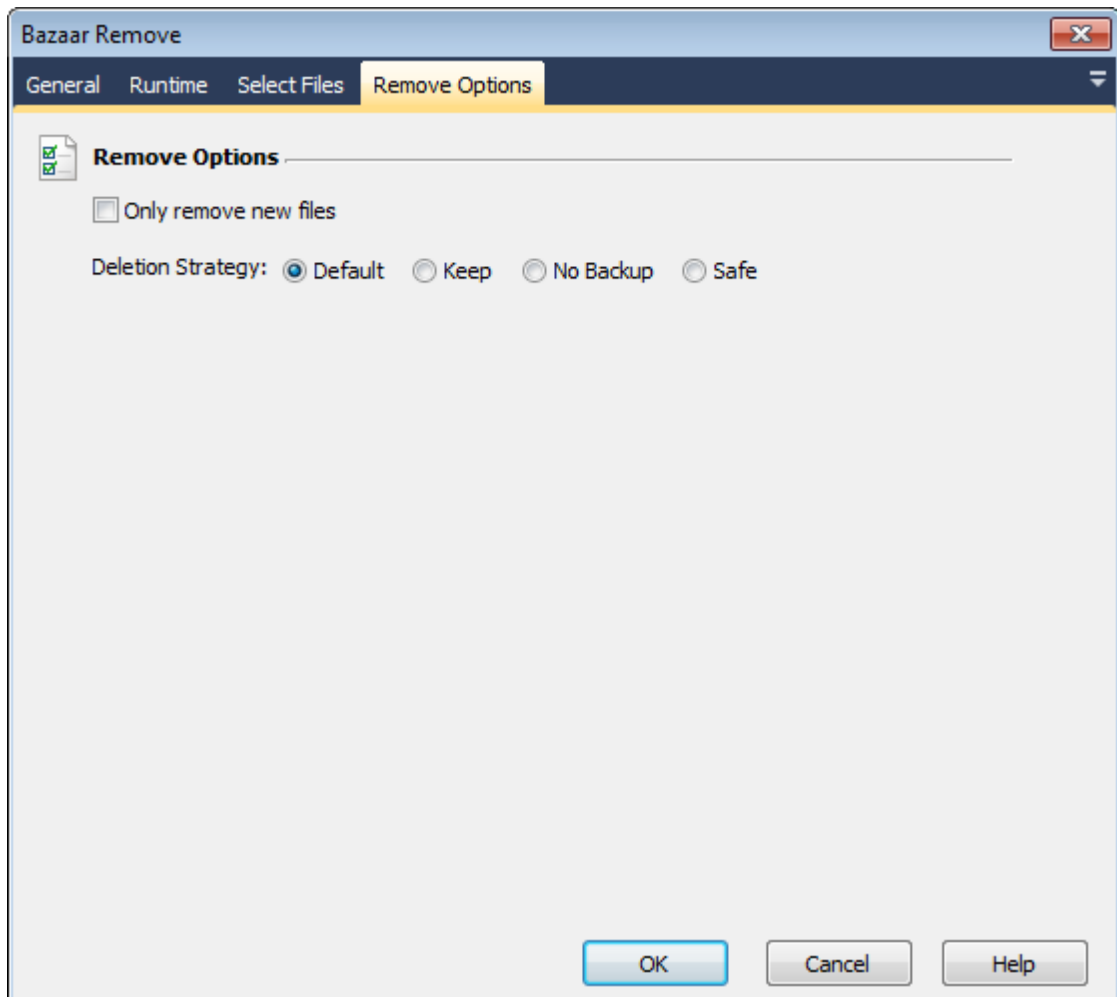 Bazaar Remove
General Runtime Select Files Remove Options
Remove Options
Only remove new files
Deletion Strategy: Default Keep No Backup Safe
OK Cancel Help